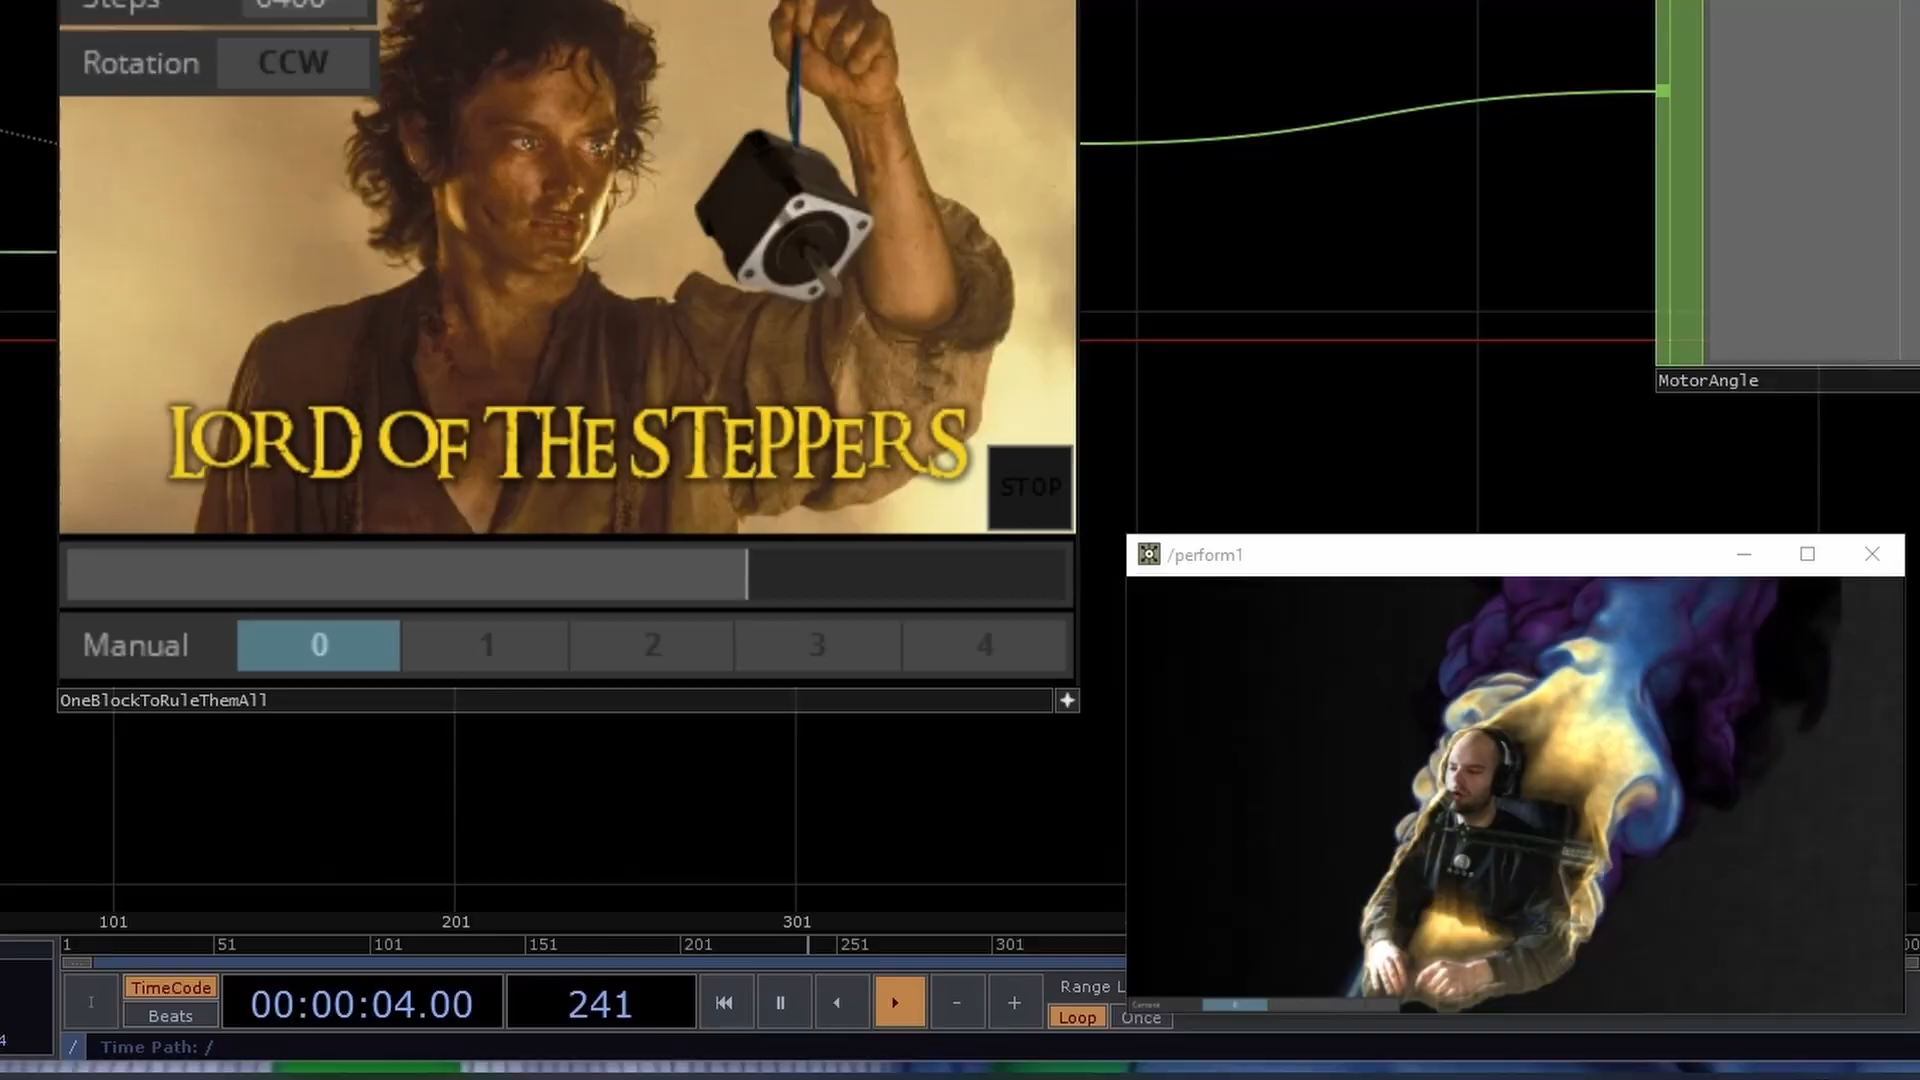 Steps 6400
Rotation CCW
LORD OF THE STEPPERS
STOP
Manual 0 1 2 3 4
OneBlockToRuleThemAll
MotorAngle
/perform1
101 201 301
1 51 101 151 201 251 301
I
TimeCode
Beats
00:00:04.00
241
- +
Range L
Loop Once
/ Time Path: /